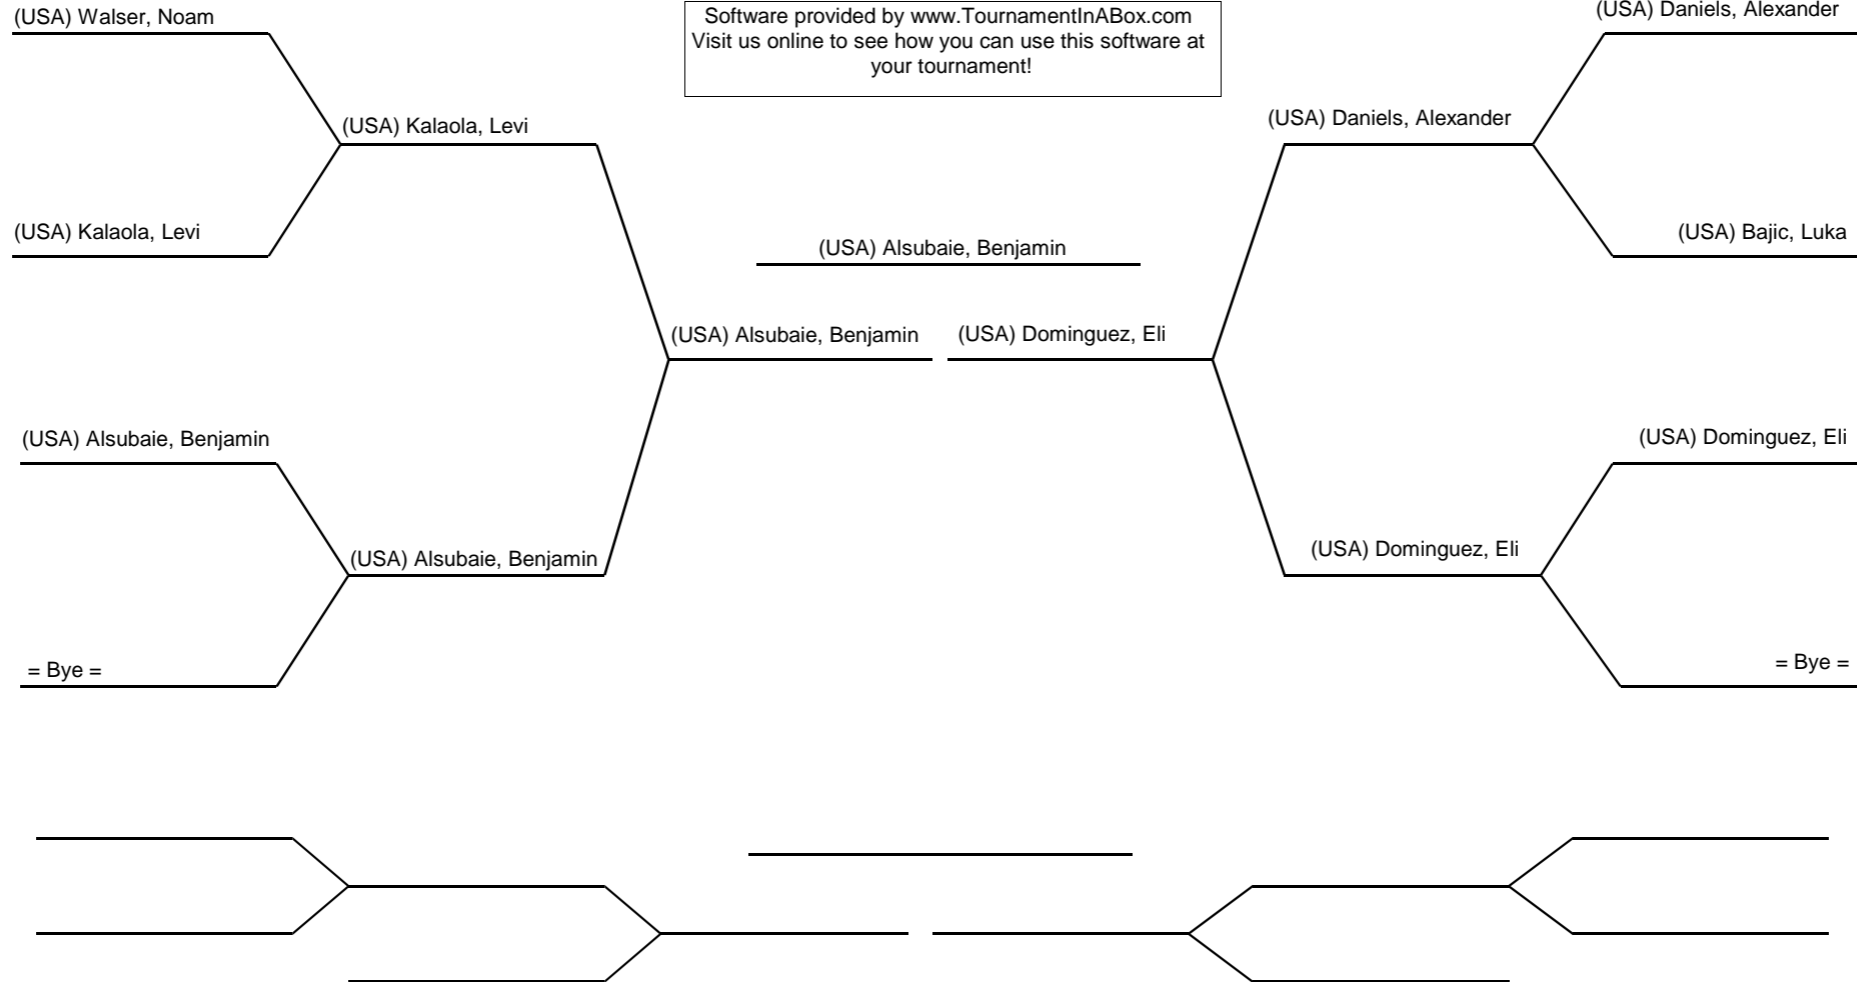 (USA) Walser, Noam
Software provided by www.TournamentInABox.com
Visit us online to see how you can use this software at
your tournament!
(USA) Daniels, Alexander
(USA) Kalaola, Levi
(USA) Daniels, Alexander
(USA) Kalaola, Levi
(USA) Alsubaie, Benjamin
(USA) Bajic, Luka
(USA) Alsubaie, Benjamin
(USA) Dominguez, Eli
(USA) Alsubaie, Benjamin
(USA) Dominguez, Eli
(USA) Alsubaie, Benjamin
(USA) Dominguez, Eli
= Bye =
= Bye =